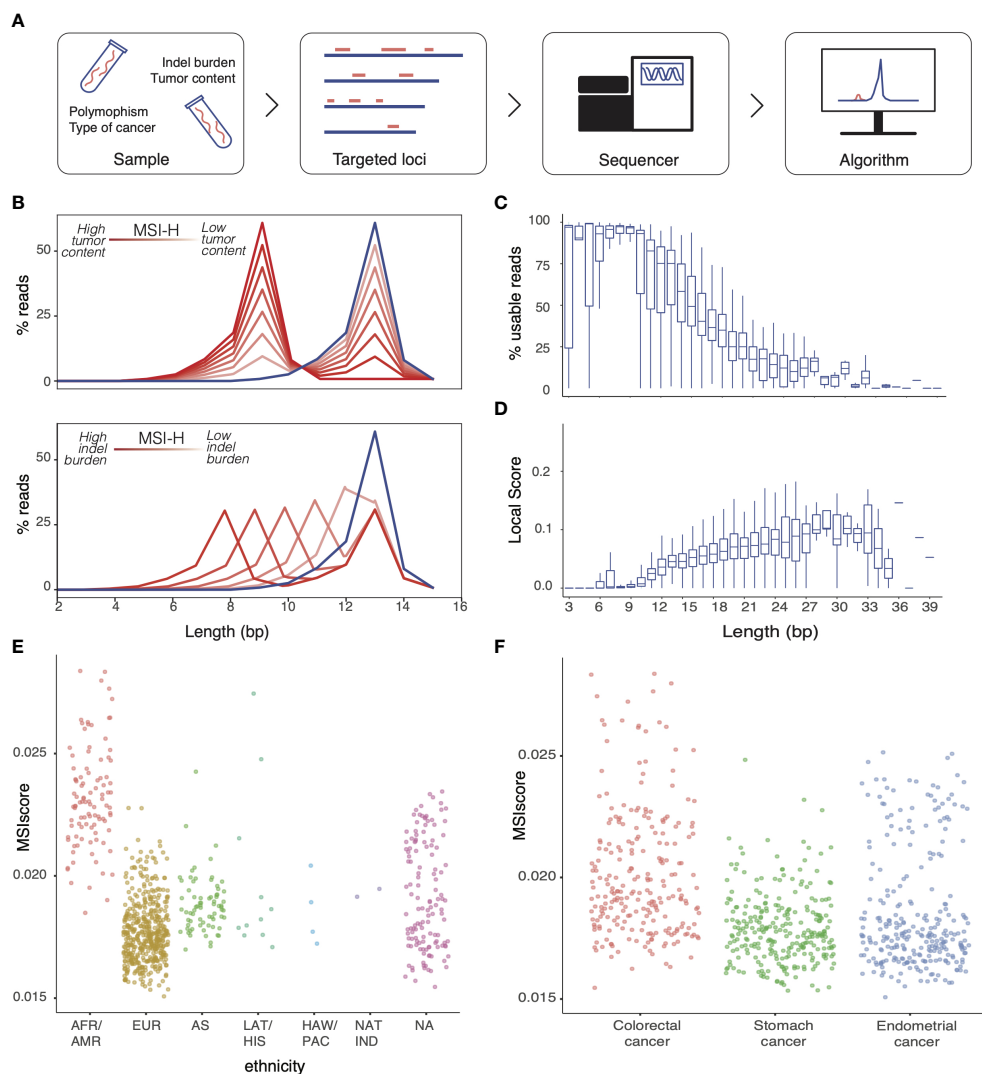 A
Indel burden
Tumor content
Polymophism
Type of cancer
Sample
Targeted loci
Sequencer
Algorithm
B
High tumor content
MSI-H
Low tumor content
% reads
50
25
0
High indel burden
MSI-H
Low indel burden
% reads
50
25
0
2 4 6 8 10 12 14 16
Length (bp)
C
% usable reads
100
75
50
25
0
D
Local Score
0.2
0.1
0.0
3 6 9 12 15 18 21 24 27 30 33 36 39
Length (bp)
E
MSIscore
0.025
0.020
0.015
AFR/AMR EUR AS LAT/HIS HAW/PAC NAT IND NA
ethnicity
F
MSIscore
0.025
0.020
0.015
Colorectal cancer
Stomach cancer
Endometrial cancer